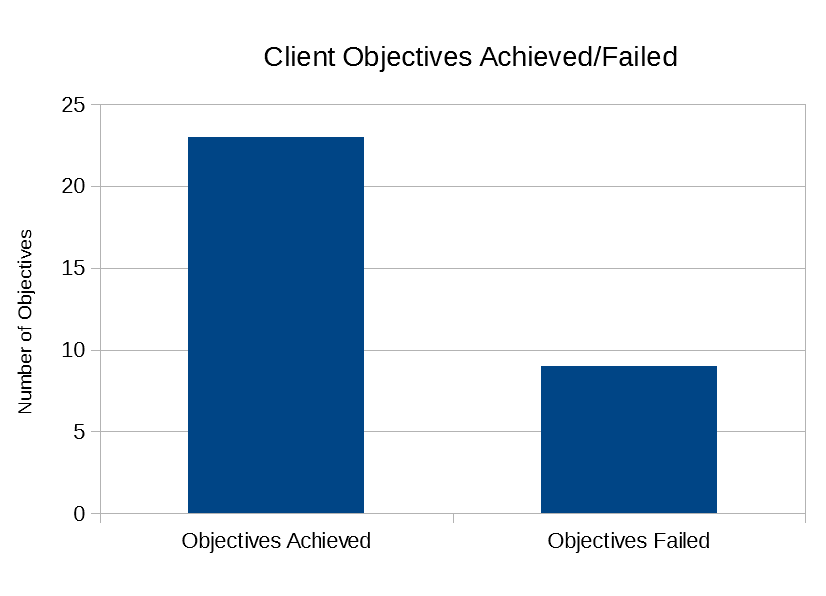 Client Objectives Achieved/Failed
25
20
15
10
5
0
Number of Objectives
Objectives Achieved
Objectives Failed